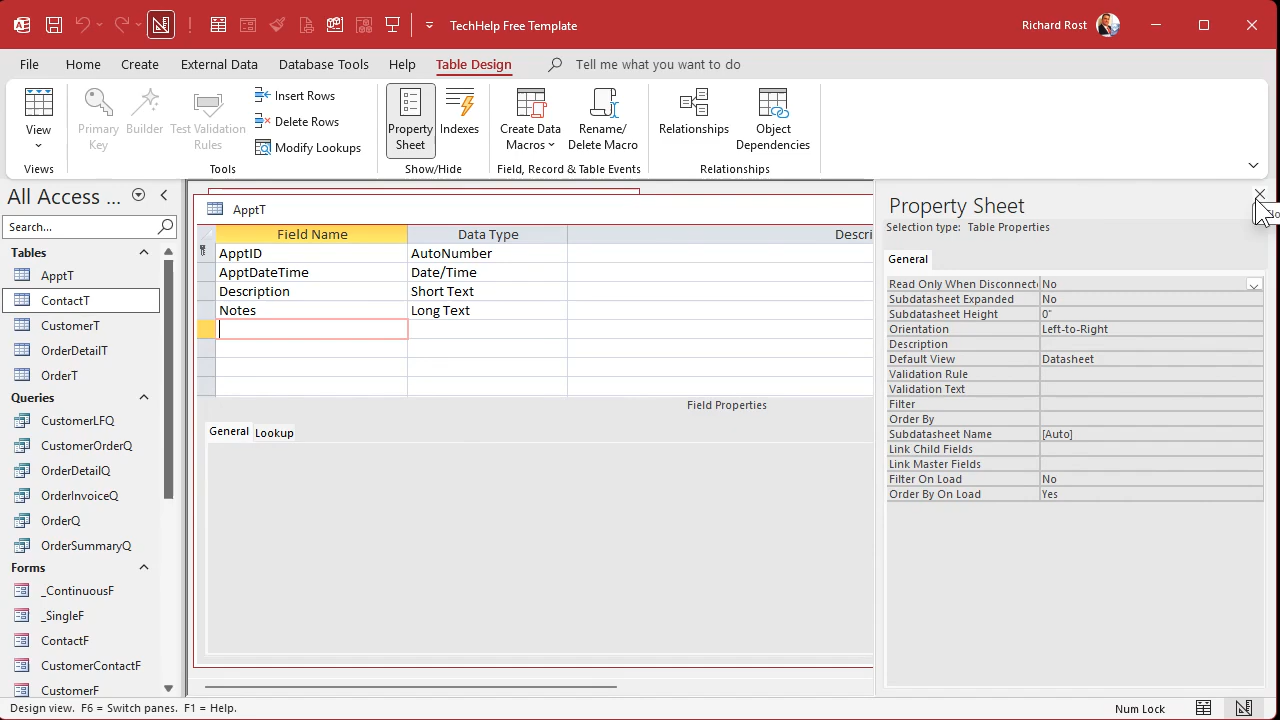 TechHelp Free Template
Richard Rost
File Home Create External Data Database Tools Help Table Design Tell me what you want to do
View
Primary Key
Builder
Test Validation Rules
Insert Rows
Delete Rows
Modify Lookups
Property Sheet
Indexes
Create Data Macros
Rename/ Delete Macro
Relationships
Object Dependencies
Views Tools Show/Hide Field, Record & Table Events Relationships
All Access ...
Search...
Tables
ApptT
ContactT
CustomerT
OrderDetailT
OrderT
Queries
CustomerLFQ
CustomerOrderQ
OrderDetailQ
OrderInvoiceQ
OrderQ
OrderSummaryQ
Forms
_ContinuousF
_SingleF
ContactF
CustomerContactF
CustomerF
ApptT
Field Name Data Type Descri
ApptID AutoNumber
ApptDateTime Date/Time
Description Short Text
Notes Long Text
Field Properties
General Lookup
Property Sheet
Selection type: Table Properties
General
Read Only When Disconnecte No
Subdatasheet Expanded No
Subdatasheet Height 0"
Orientation Left-to-Right
Description
Default View Datasheet
Validation Rule
Validation Text
Filter
Order By
Subdatasheet Name [Auto]
Link Child Fields
Link Master Fields
Filter On Load No
Order By On Load Yes
Design view. F6 = Switch panes. F1 = Help.
Num Lock